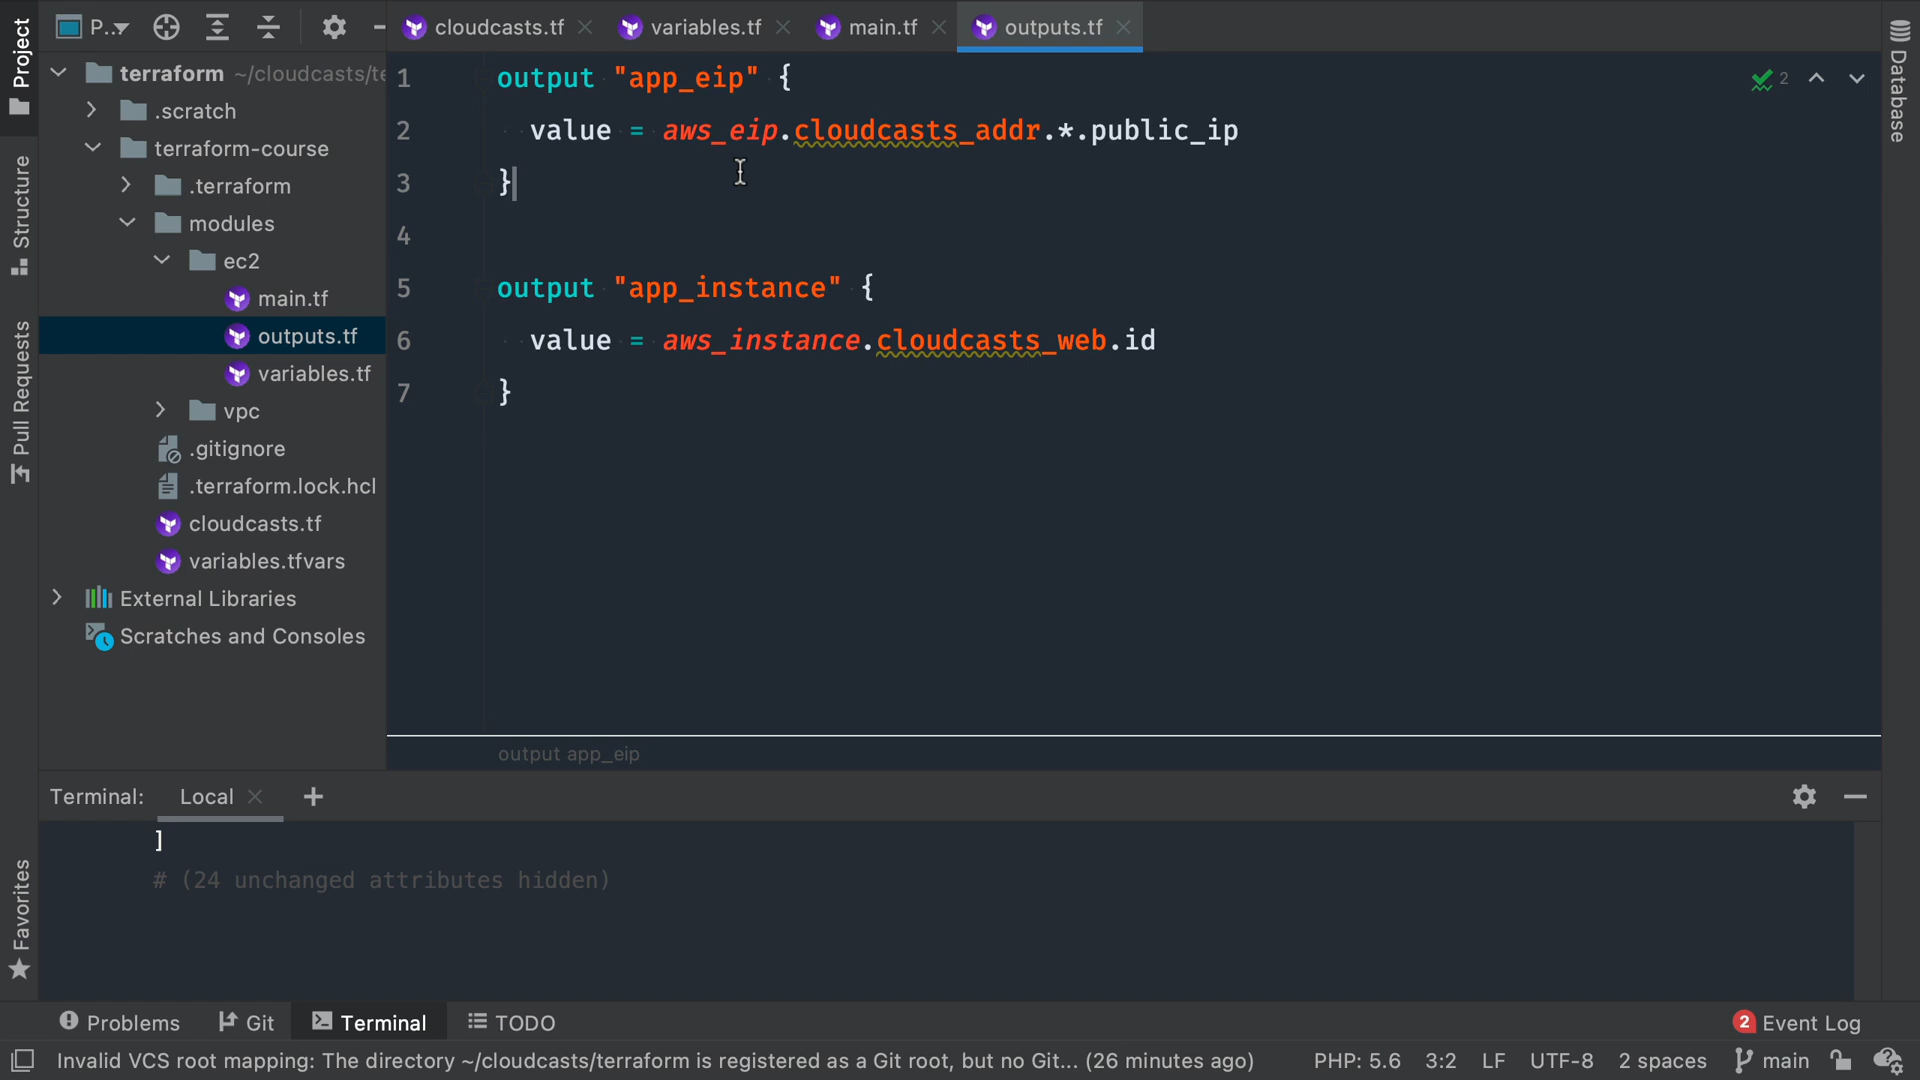 Project
Structure
Pull Requests
Favorites
P...
terraform ~/cloudcasts/te
.scratch
terraform-course
.terraform
modules
ec2
main.tf
outputs.tf
variables.tf
vpc
.gitignore
.terraform.lock.hcl
cloudcasts.tf
variables.tfvars
External Libraries
Scratches and Consoles
cloudcasts.tf variables.tf main.tf outputs.tf
1 output "app_eip" {
2 value = aws_eip.cloudcasts_addr.*.public_ip
3 }
4
5 output "app_instance" {
6 value = aws_instance.cloudcasts_web.id
7 }
2
Database
output app_eip
Terminal: Local
]
# (24 unchanged attributes hidden)
Problems Git Terminal TODO
2 Event Log
Invalid VCS root mapping: The directory ~/cloudcasts/terraform is registered as a Git root, but no Git... (26 minutes ago) PHP: 5.6 3:2 LF UTF-8 2 spaces main